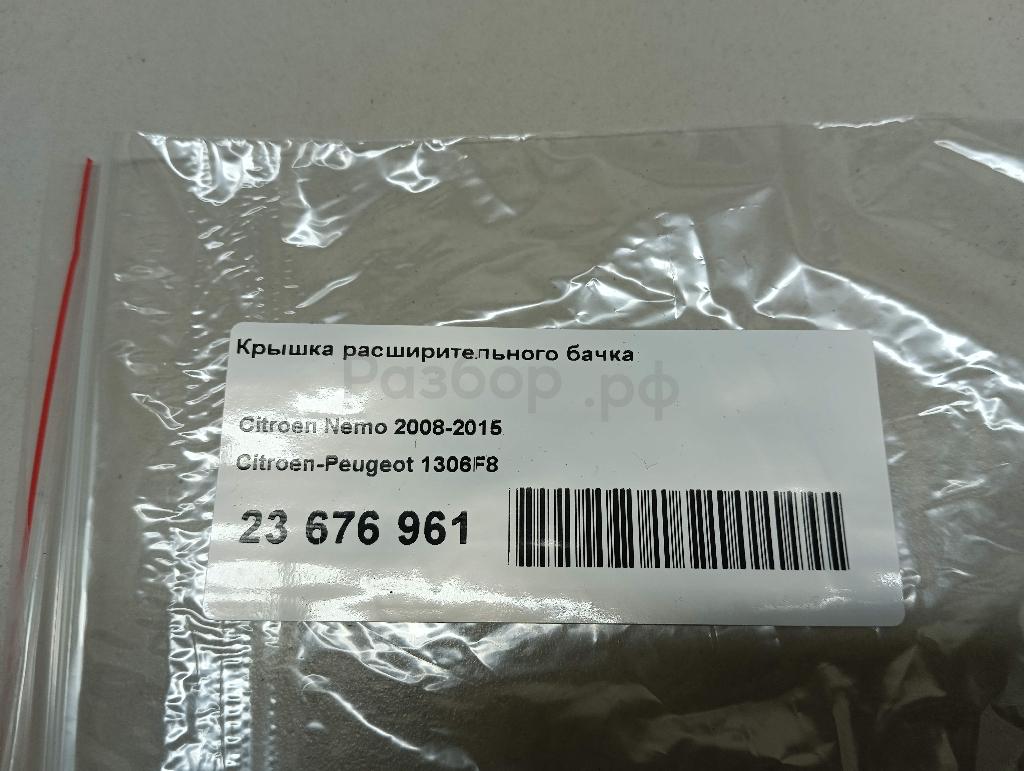 Крышка расширительного бачка
Разбор.рф
Citroen Nemo 2008-2015
Citroen-Peugeot 1306F8
23 676 961